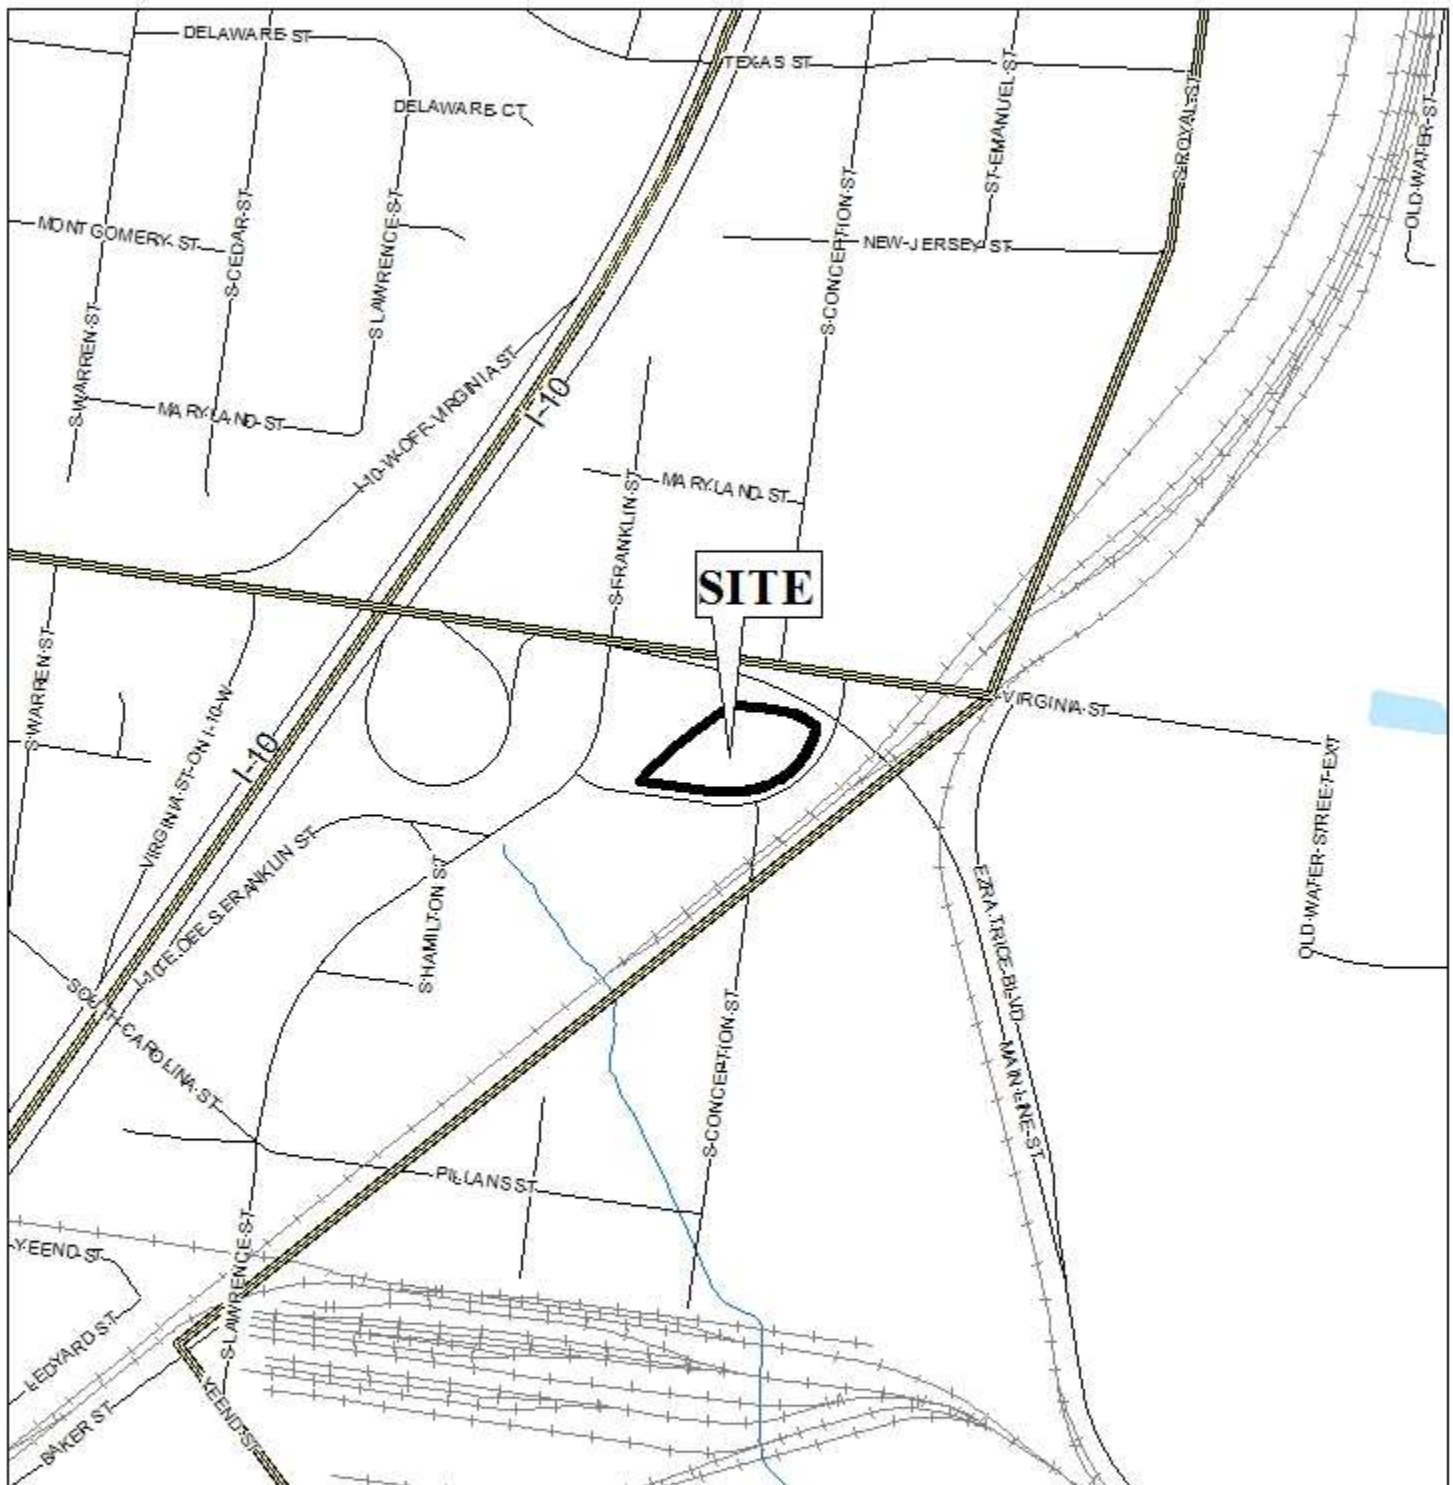 DELAWARE ST
TEXAS ST
DELAWARE CT
S WARREN ST
S CEDAR ST
S LAWRENCE ST
S CONCEPTION ST
ST EMANUEL ST
S ROYAL ST
OLD WATER ST
MONTGOMERY ST
NEW JERSEY ST
I-10 W OFF VIRGINIA ST
I-10
MARYLAND ST
S FRANKLIN ST
MARYLAND ST
SITE
S WARREN ST
VIRGINIA ST ON I-10 W
I-10
VIRGINIA ST
OLD WATER STREET EXT
I-10 E OFF S FRANKLIN ST
S HAMILTON ST
EZRA TRICE BLVD
SOUTH CAROLINA ST
S CONCEPTION ST
MAIN LINE ST
PILLANS ST
YEEND ST
S LAWRENCE ST
LEDYARD ST
BAKER ST
YEEND ST